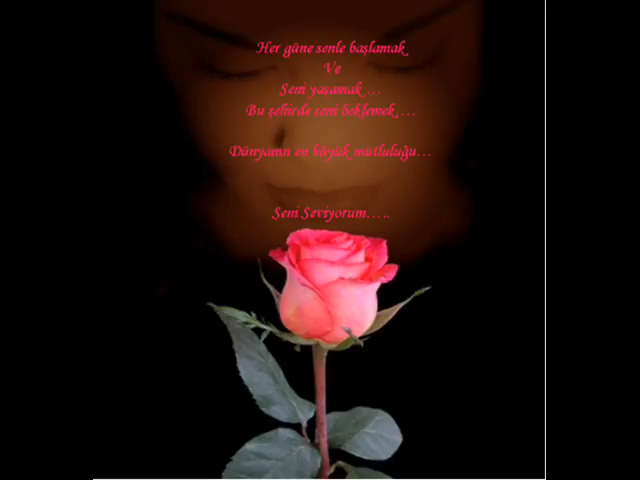 Her güne senle başlamak
Ve
Seni yaşamak …
Bu şehirde seni beklemek …
Dünyanın en büyük mutluluğu…
Seni Seviyorum…..